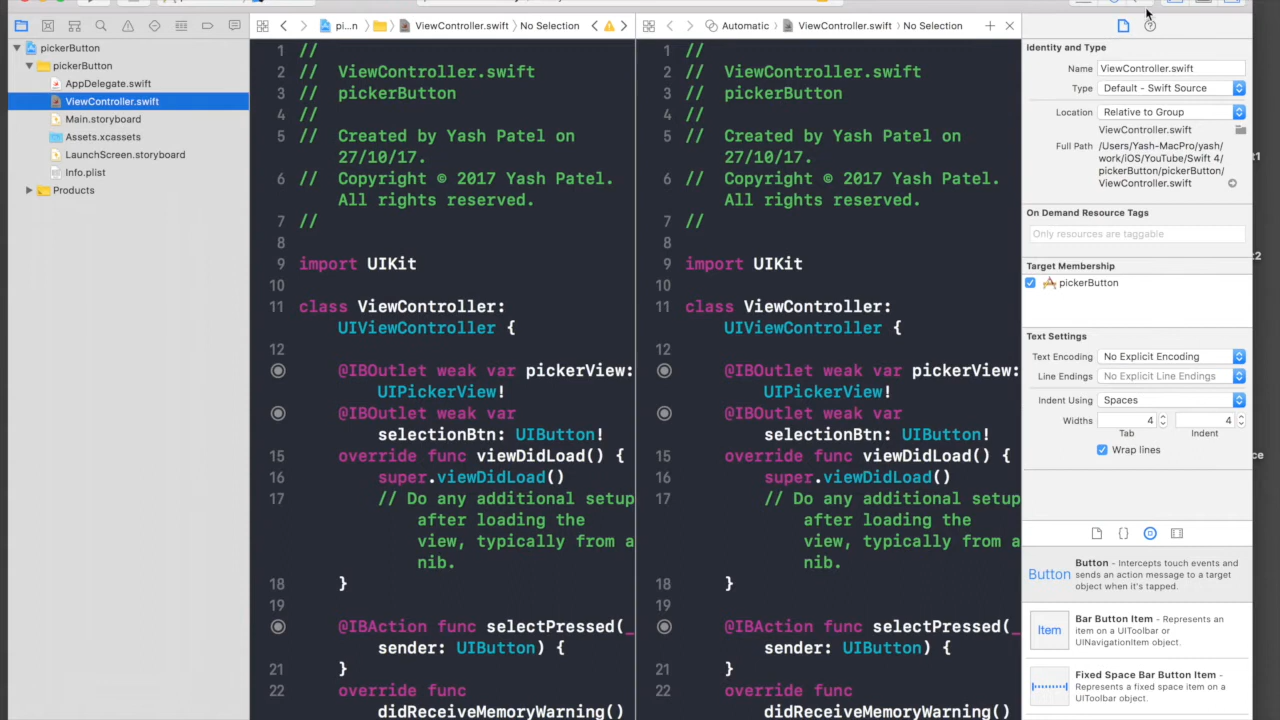 pi...n
ViewController.swift
No Selection
Automatic
ViewController.swift
No Selection
pickerButton
pickerButton
AppDelegate.swift
ViewController.swift
Main.storyboard
Assets.xcassets
LaunchScreen.storyboard
Info.plist
Products
1 //
2 // ViewController.swift
3 // pickerButton
4 //
5 // Created by Yash Patel on
27/10/17.
6 // Copyright © 2017 Yash Patel.
All rights reserved.
7 //
8
9 import UIKit
10
11 class ViewController:
UIViewController {
12
@IBOutlet weak var pickerView:
UIPickerView!
@IBOutlet weak var
selectionBtn: UIButton!
15 override func viewDidLoad() {
16 super.viewDidLoad()
17 // Do any additional setup
after loading the
view, typically from a
nib.
18 }
19
@IBAction func selectPressed(_
sender: UIButton) {
21 }
22 override func
didReceiveMemoryWarning()
1 //
2 // ViewController.swift
3 // pickerButton
4 //
5 // Created by Yash Patel on
27/10/17.
6 // Copyright © 2017 Yash Patel.
All rights reserved.
7 //
8
9 import UIKit
10
11 class ViewController:
UIViewController {
12
@IBOutlet weak var pickerView:
UIPickerView!
@IBOutlet weak var
selectionBtn: UIButton!
15 override func viewDidLoad() {
16 super.viewDidLoad()
17 // Do any additional setup
after loading the
view, typically from a
nib.
18 }
19
@IBAction func selectPressed(_
sender: UIButton) {
21 }
22 override func
didReceiveMemoryWarning()
Identity and Type
Name ViewController.swift
Type Default - Swift Source
Location Relative to Group
ViewController.swift
Full Path /Users/Yash-MacPro/yash/
work/iOS/YouTube/Swift 4/
pickerButton/pickerButton/
ViewController.swift
On Demand Resource Tags
Only resources are taggable
Target Membership
pickerButton
Text Settings
Text Encoding No Explicit Encoding
Line Endings No Explicit Line Endings
Indent Using Spaces
Widths 4 4
Tab Indent
Wrap lines
Button
Button - Intercepts touch events and
sends an action message to a target
object when it's tapped.
Item
Bar Button Item - Represents an
item on a UIToolbar or
UINavigationItem object.
Fixed Space Bar Button Item -
Represents a fixed space item on a
UIToolbar object.